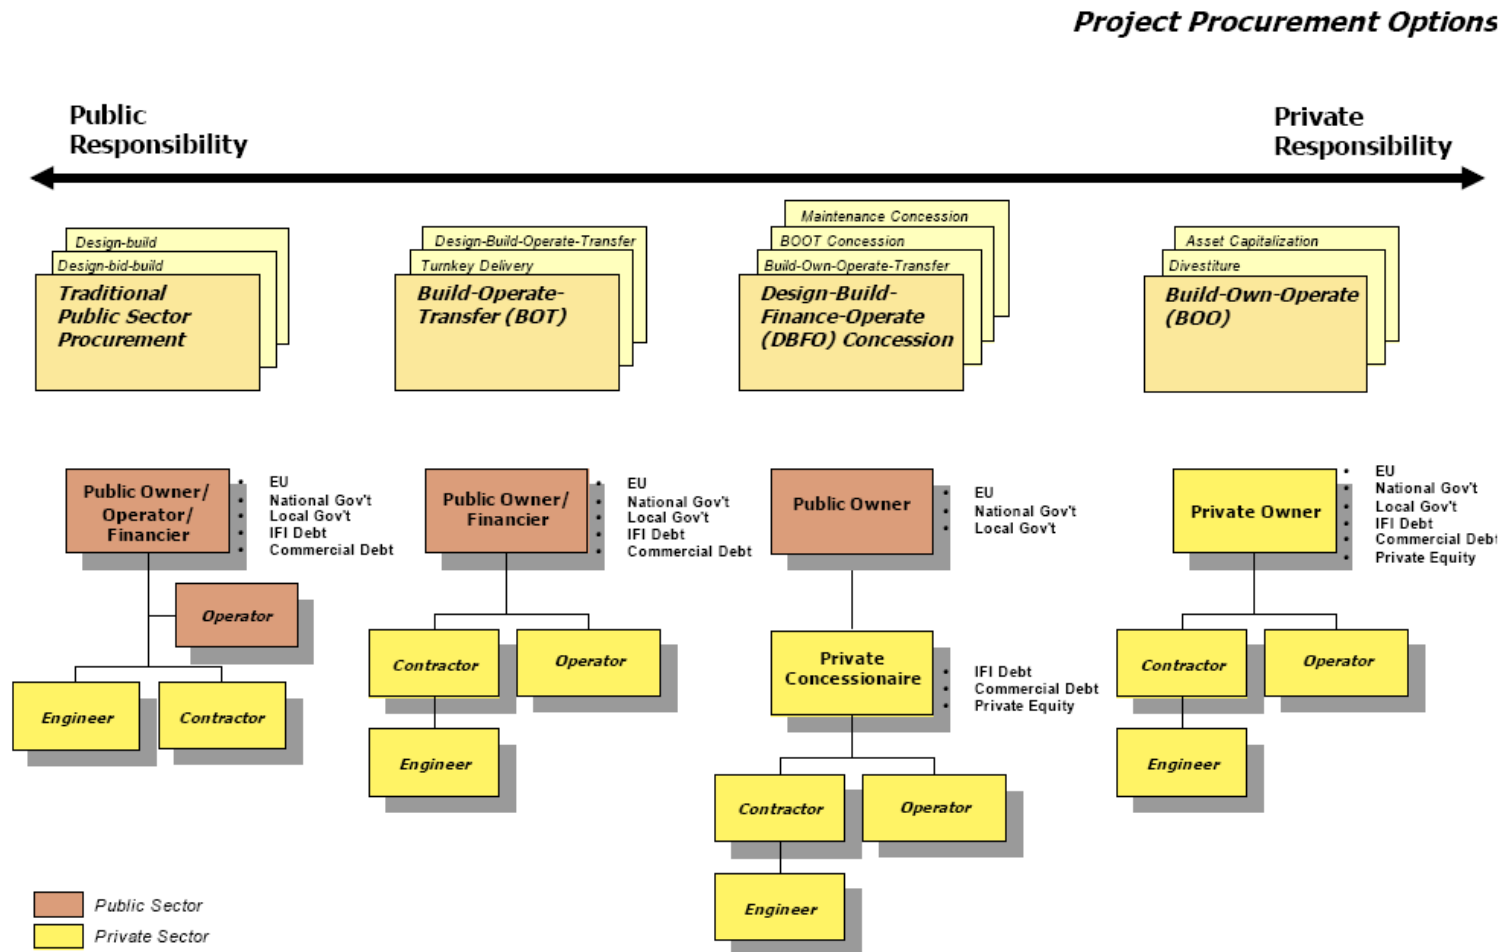 Project Procurement Options
Public
Responsibility
Private
Responsibility
Design-build
Design-bid-build
Traditional
Public Sector
Procurement
Design-Build-Operate-Transfer
Turnkey Delivery
Build-Operate-
Transfer (BOT)
Maintenance Concession
BOOT Concession
Build-Own-Operate-Transfer
Design-Build-
Finance-Operate
(DBFO) Concession
Asset Capitalization
Divestiture
Build-Own-Operate
(BOO)
Public Owner/
Operator/
Financier
• EU
• National Gov't
• Local Gov't
• IFI Debt
• Commercial Debt
Operator
Engineer
Contractor
Public Owner/
Financier
• EU
• National Gov't
• Local Gov't
• IFI Debt
• Commercial Debt
Contractor
Operator
Engineer
Public Owner
• EU
• National Gov't
• Local Gov't
Private
Concessionaire
• IFI Debt
• Commercial Debt
• Private Equity
Contractor
Operator
Engineer
Private Owner
• EU
• National Gov't
• Local Gov't
• IFI Debt
• Commercial Debt
• Private Equity
Contractor
Operator
Engineer
Public Sector
Private Sector